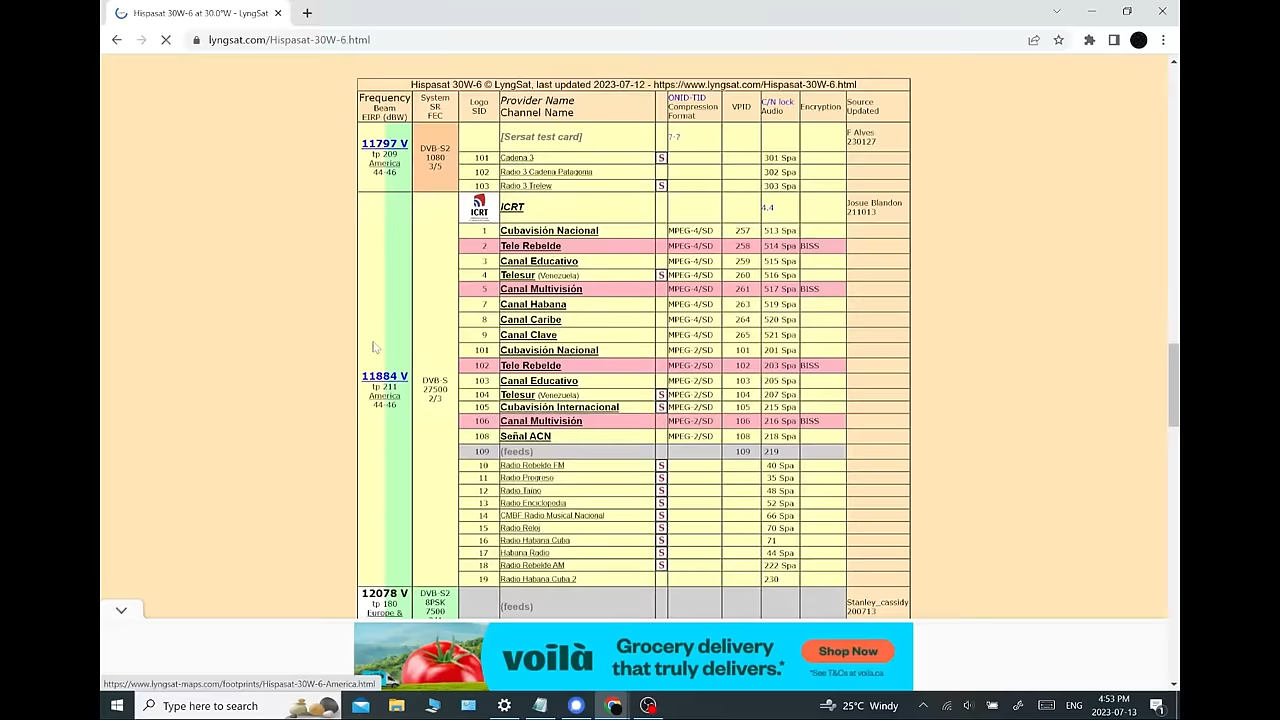 Hispasat 30W-6 at 30.0°W - LyngSat
lyngsat.com/Hispasat-30W-6.html
Hispasat 30W-6 © LyngSat, last updated 2023-07-12 - https://www.lyngsat.com/Hispasat-30W-6.html
Frequency Beam EIRP (dBW) System SR FEC Logo SID Provider Name Channel Name ONID-TID Compression Format VPID C/N lock Audio Encryption Source Updated
11797 V tp 209 America 44-46 DVB-S2 1080 3/5 [Sersat test card] ?-? F Alves 230127
101 Cadena 3 S 301 Spa
102 Radio 3 Cadena Patagonia 302 Spa
103 Radio 3 Trelew S 303 Spa
ICRT ICRT 4.4 Josue Blandon 211013
1 Cubavisión Nacional MPEG-4/SD 257 513 Spa
2 Tele Rebelde MPEG-4/SD 258 514 Spa BISS
3 Canal Educativo MPEG-4/SD 259 515 Spa
4 Telesur (Venezuela) S MPEG-4/SD 260 516 Spa
5 Canal Multivisión MPEG-4/SD 261 517 Spa BISS
7 Canal Habana MPEG-4/SD 263 519 Spa
8 Canal Caribe MPEG-4/SD 264 520 Spa
9 Canal Clave MPEG-4/SD 265 521 Spa
101 Cubavisión Nacional MPEG-2/SD 101 201 Spa
102 Tele Rebelde MPEG-2/SD 102 203 Spa BISS
11884 V tp 211 America 44-46 DVB-S 27500 2/3
103 Canal Educativo MPEG-2/SD 103 205 Spa
104 Telesur (Venezuela) S MPEG-2/SD 104 207 Spa
105 Cubavisión Internacional S MPEG-2/SD 105 215 Spa
106 Canal Multivisión MPEG-2/SD 106 216 Spa BISS
108 Señal ACN MPEG-2/SD 108 218 Spa
109 (feeds) 109 219
10 Radio Rebelde FM S 40 Spa
11 Radio Progreso S 35 Spa
12 Radio Taíno S 48 Spa
13 Radio Enciclopedia S 52 Spa
14 CMBF Radio Musical Nacional S 66 Spa
15 Radio Reloj S 70 Spa
16 Radio Habana Cuba S 71
17 Habana Radio S 44 Spa
18 Radio Rebelde AM S 222 Spa
19 Radio Habana Cuba 2 230
12078 V tp 180 Europe & DVB-S2 8PSK 7500 (feeds) Stanley_cassidy 200713
voilà Grocery delivery that truly delivers.* Shop Now
*See T&Cs at voila.ca
https://www.lyngsat-maps.com/footprints/Hispasat-30W-6-America.html
Type here to search 25°C Windy ENG 4:53 PM
2023-07-13